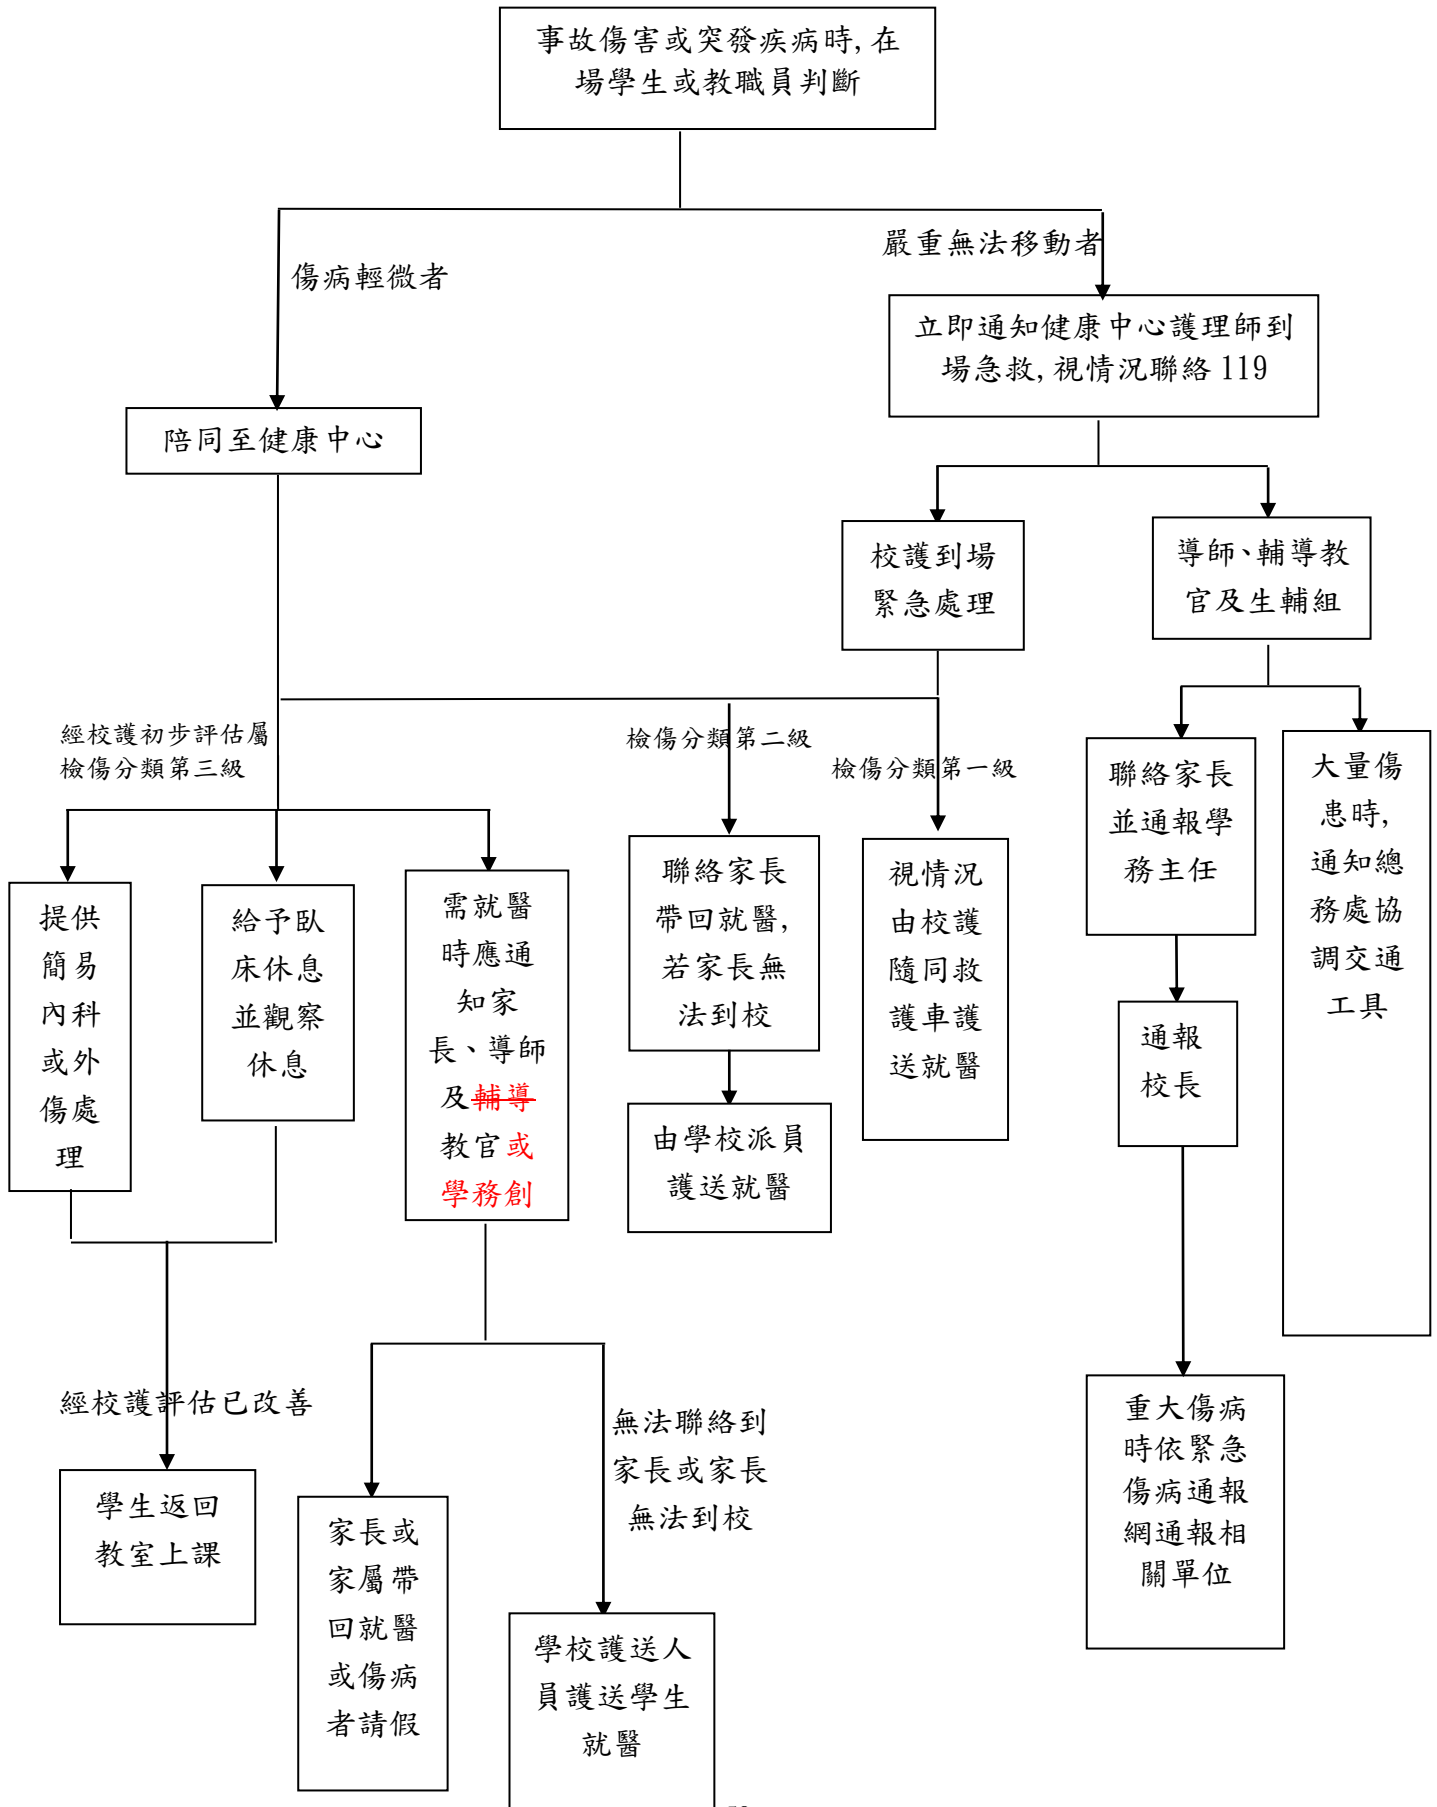 事故傷害或突發疾病時,在
場學生或教職員判斷
傷病輕微者
嚴重無法移動者
立即通知健康中心護理師到
場急救,視情況聯絡 119
陪同至健康中心
校護到場
緊急處理
導師、輔導教
官及生輔組
經校護初步評估屬
檢傷分類第三級
檢傷分類第二級
檢傷分類第一級
聯絡家長
並通報學
務主任
大量傷
患時,
通知總
務處協
調交通
工具
提供
簡易
內科
或外
傷處
理
給予臥
床休息
並觀察
休息
需就醫
時應通
知家
長、導師
及輔導
教官或
學務創
聯絡家長
帶回就醫,
若家長無
法到校
視情況
由校護
隨同救
護車護
送就醫
通報
校長
由學校派員
護送就醫
經校護評估已改善
無法聯絡到
家長或家長
無法到校
重大傷病
時依緊急
傷病通報
網通報相
關單位
學生返回
教室上課
家長或
家屬帶
回就醫
或傷病
者請假
學校護送人
員護送學生
就醫